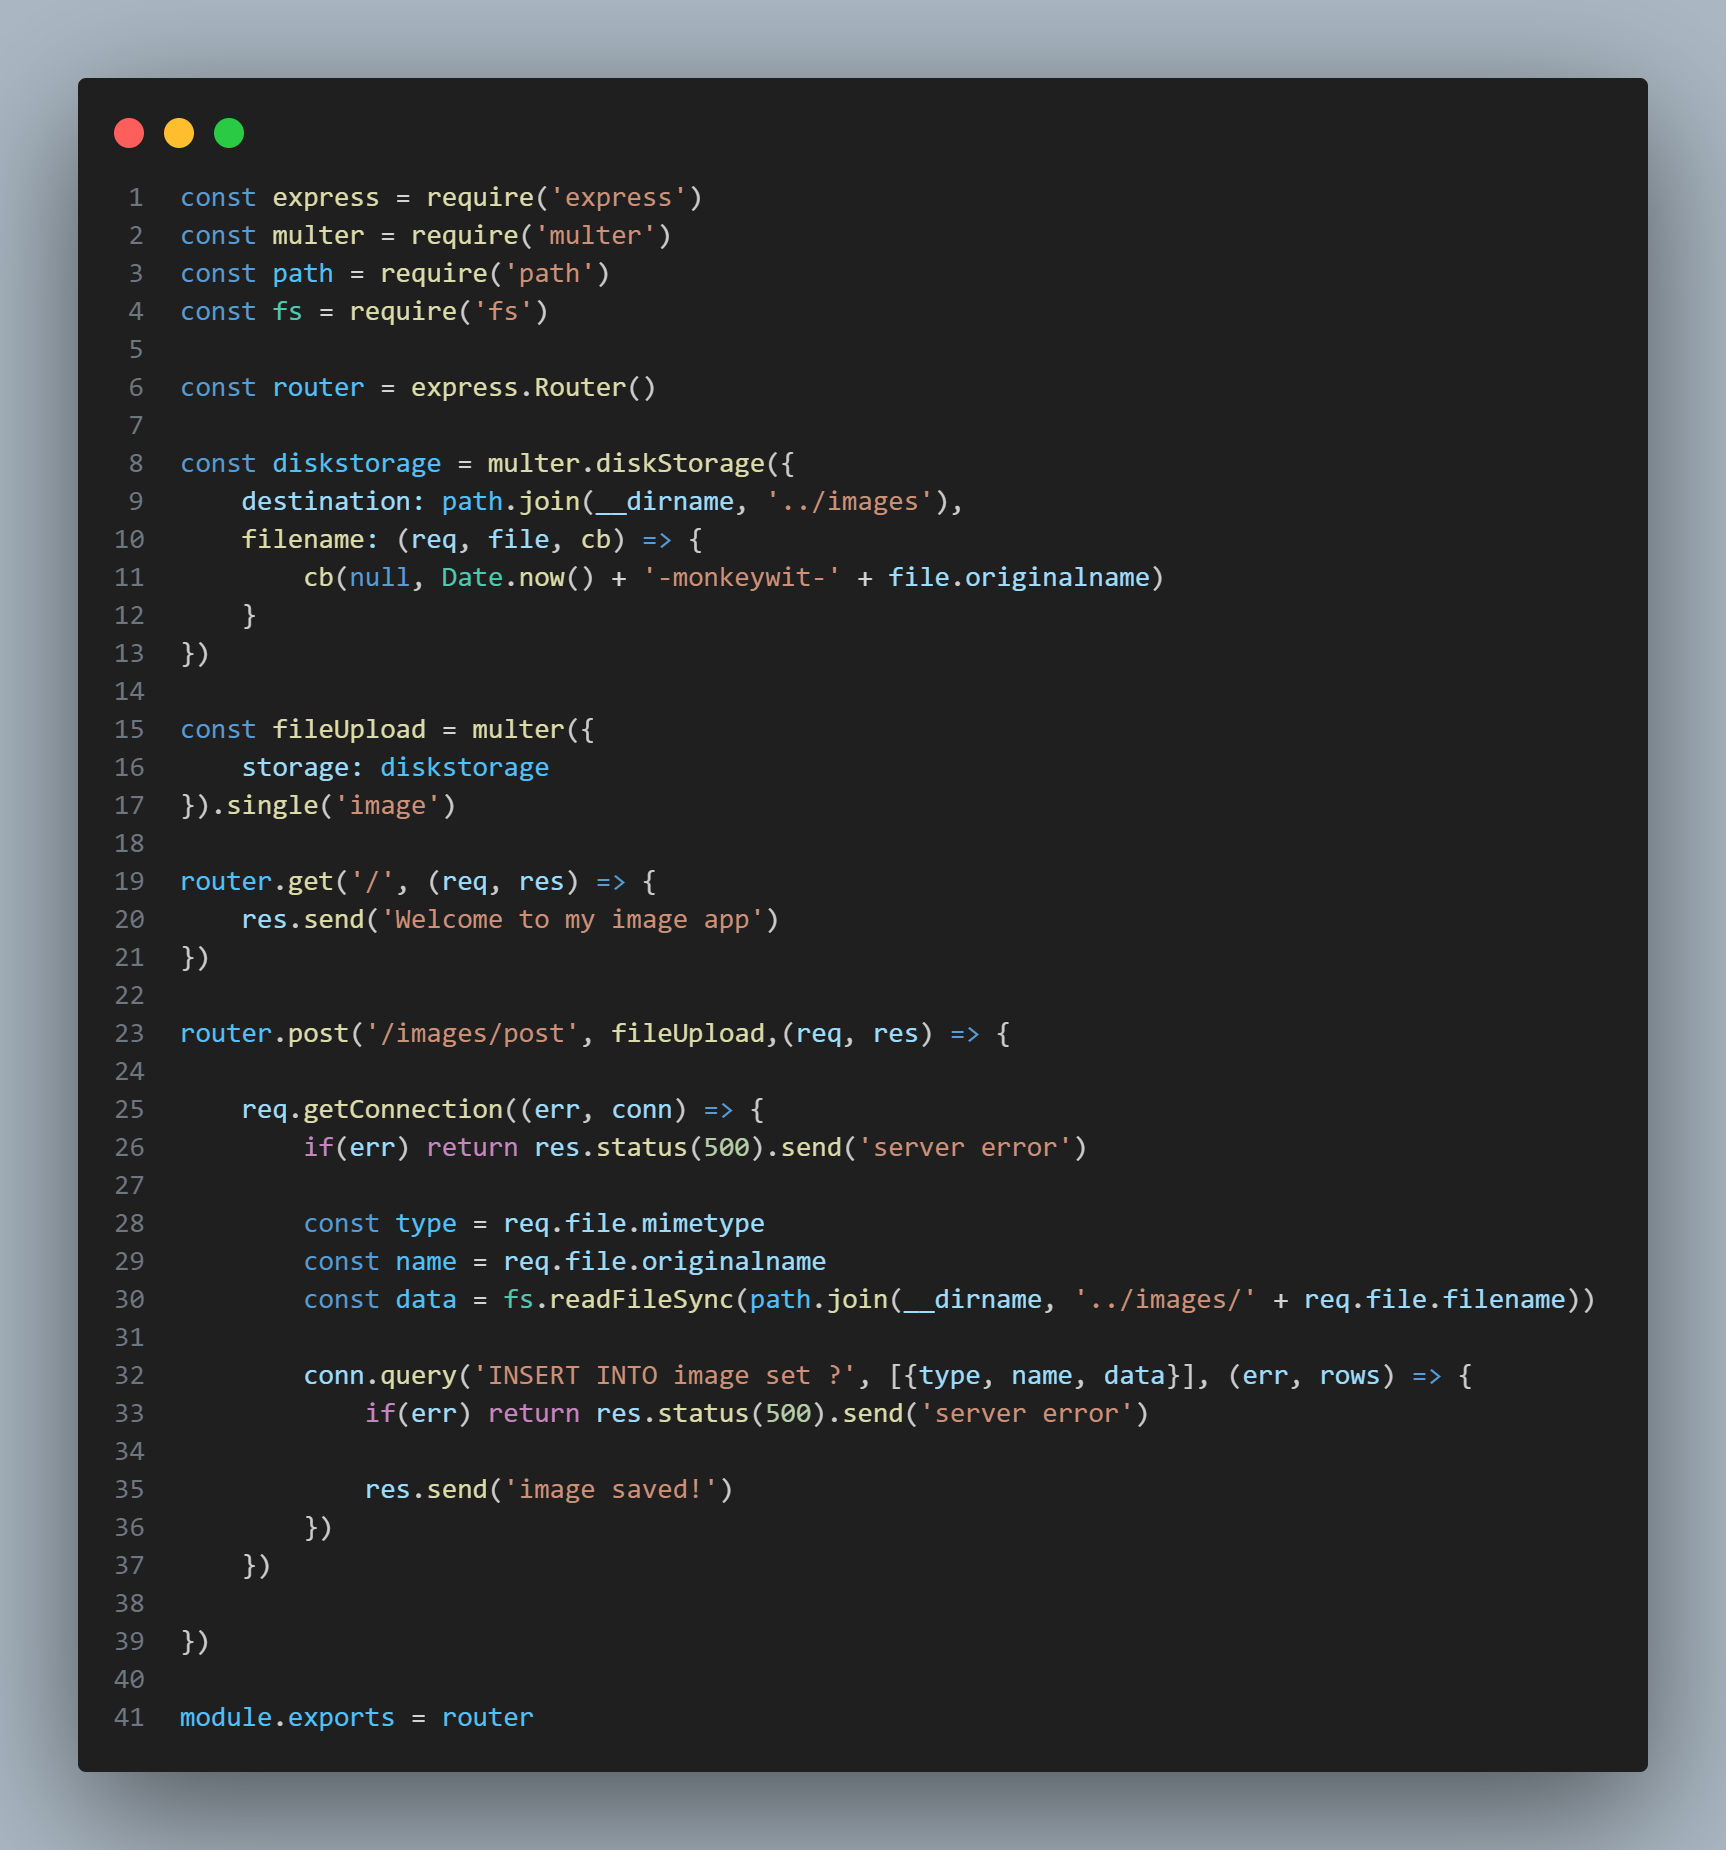 1 const express = require('express')
2 const multer = require('multer')
3 const path = require('path')
4 const fs = require('fs')
5
6 const router = express.Router()
7
8 const diskstorage = multer.diskStorage({
9     destination: path.join(__dirname, '../images'),
10     filename: (req, file, cb) => {
11         cb(null, Date.now() + '-monkeywit-' + file.originalname)
12     }
13 })
14
15 const fileUpload = multer({
16     storage: diskstorage
17 }).single('image')
18
19 router.get('/', (req, res) => {
20     res.send('Welcome to my image app')
21 })
22
23 router.post('/images/post', fileUpload,(req, res) => {
24
25     req.getConnection((err, conn) => {
26         if(err) return res.status(500).send('server error')
27
28         const type = req.file.mimetype
29         const name = req.file.originalname
30         const data = fs.readFileSync(path.join(__dirname, '../images/' + req.file.filename))
31
32         conn.query('INSERT INTO image set ?', [{type, name, data}], (err, rows) => {
33             if(err) return res.status(500).send('server error')
34
35             res.send('image saved!')
36         })
37     })
38
39 })
40
41 module.exports = router